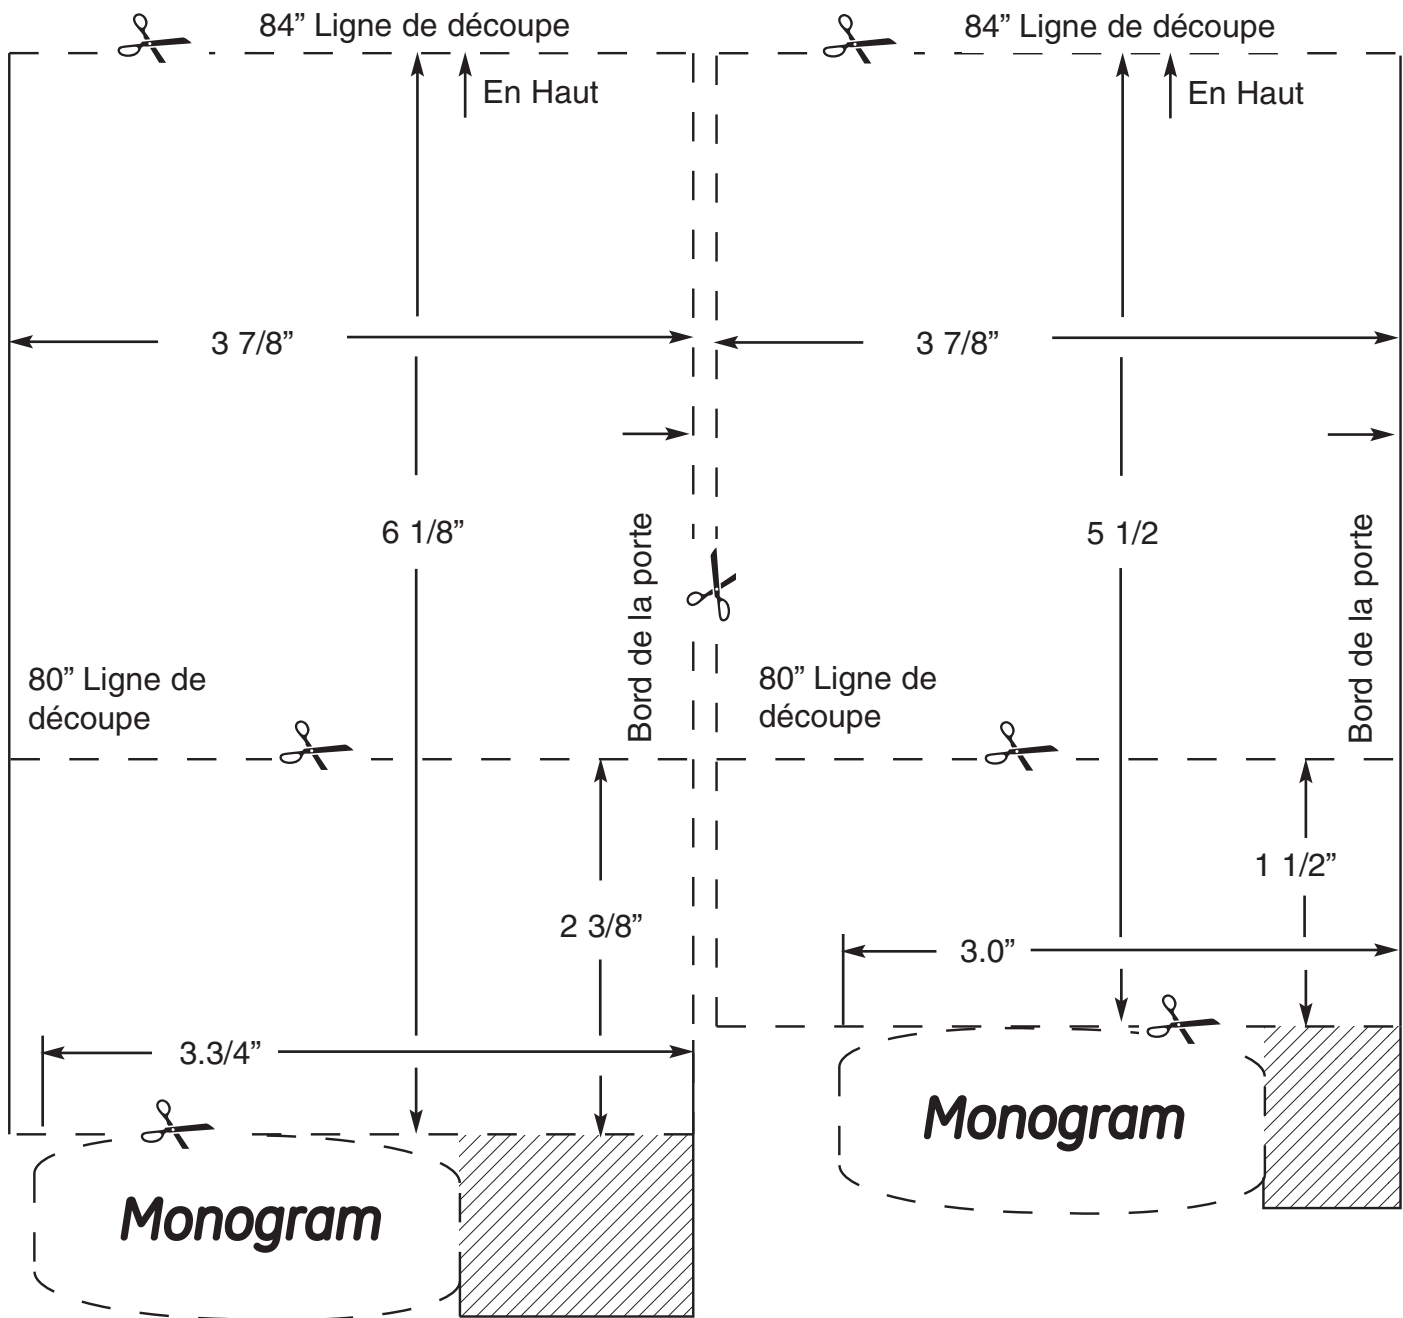 84” Ligne de découpe
En Haut
3 7/8”
6 1/8”
Bord de la porte
80” Ligne de
découpe
2 3/8”
3.3/4”
Monogram
84” Ligne de découpe
En Haut
3 7/8”
5 1/2
Bord de la porte
80” Ligne de
découpe
1 1/2”
3.0”
Monogram